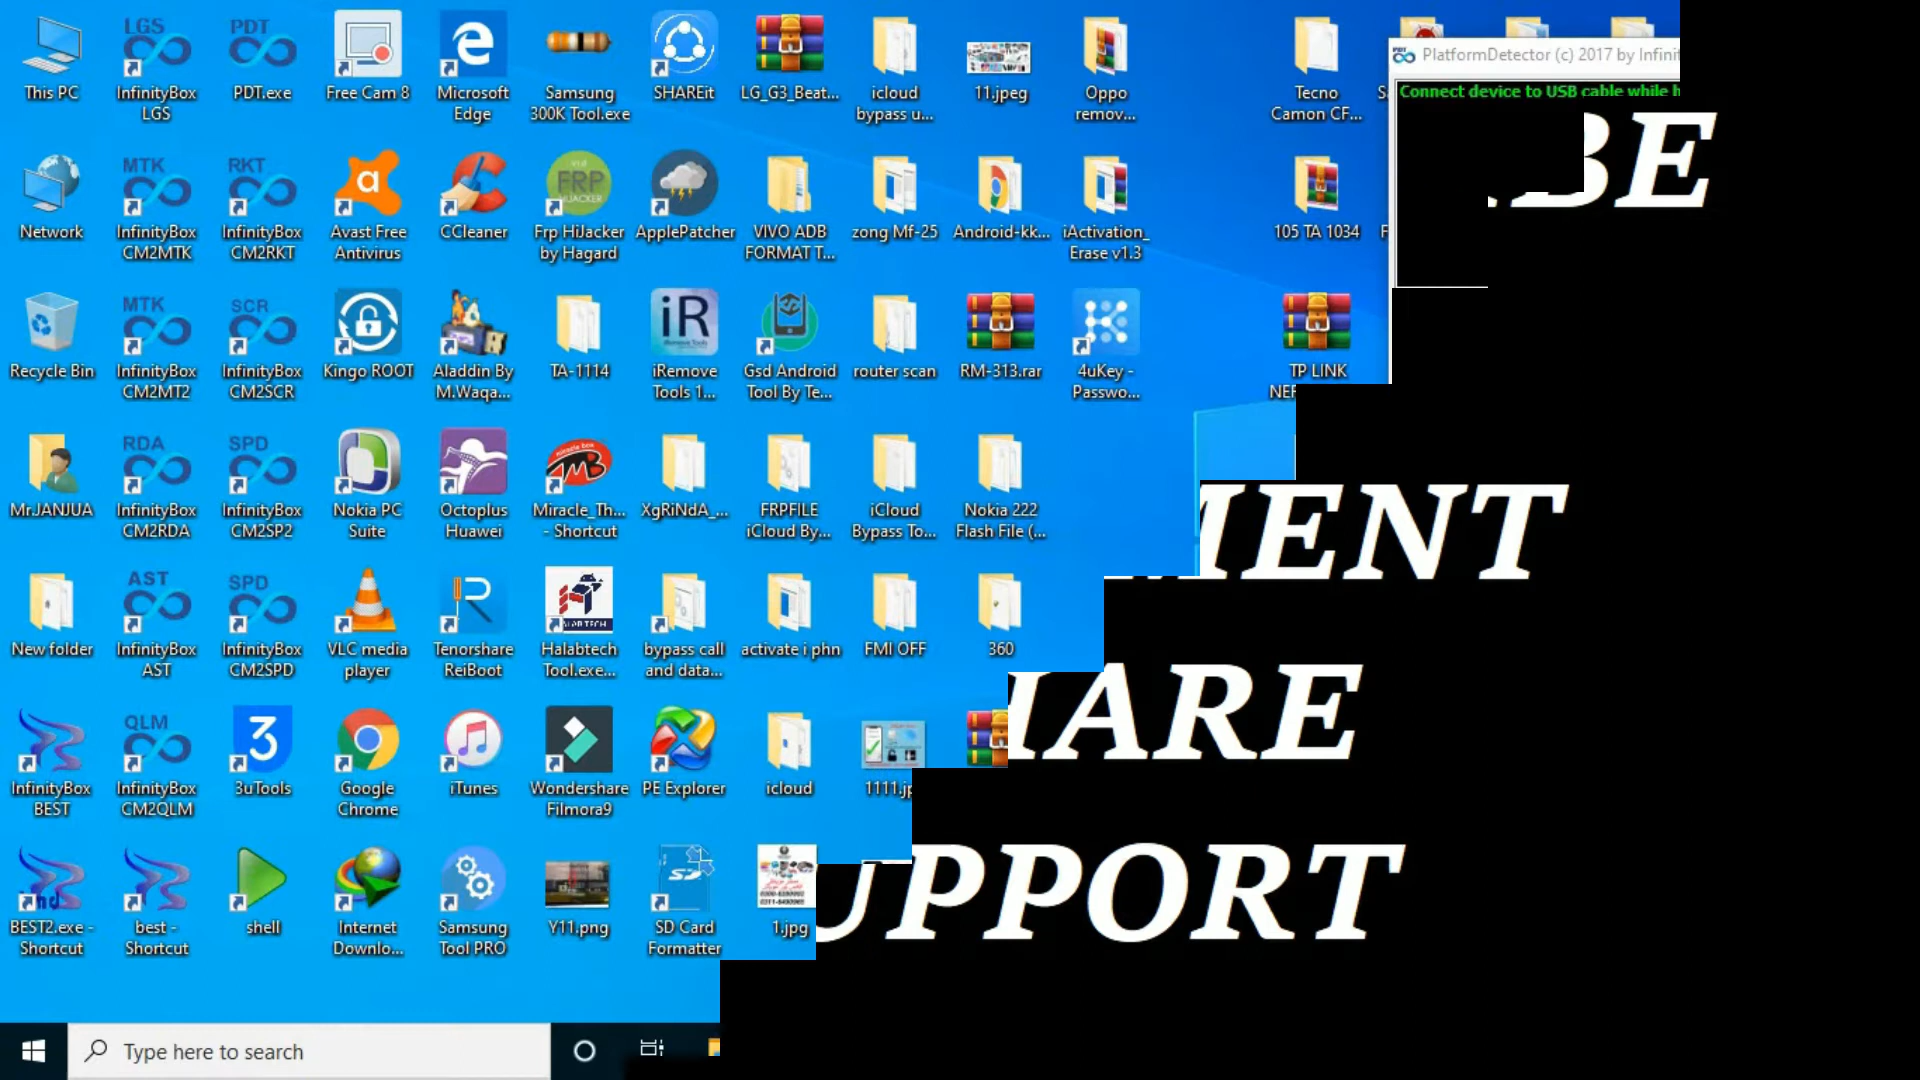 This PC
InfinityBox
LGS
PDT.exe
Free Cam 8
Microsoft
Edge
Samsung
300K Tool.exe
SHAREit
LG_G3_Beat...
icloud
bypass u...
11.jpeg
Oppo
remov...
Tecno
Camon CF...
PlatformDetector (c) 2017 by Infini
Connect device to USB cable while h
BE
Network
InfinityBox
CM2MTK
InfinityBox
CM2RKT
Avast Free
Antivirus
CCleaner
Frp HiJacker
by Hagard
ApplePatcher
VIVO ADB
FORMAT T...
zong Mf-25
Android-kk...
iActivation_
Erase v1.3
105 TA 1034
Recycle Bin
InfinityBox
CM2MT2
InfinityBox
CM2SCR
Kingo ROOT
Aladdin By
M.Waqa...
TA-1114
iRemove
Tools 1...
Gsd Android
Tool By Te...
router scan
RM-313.rar
4uKey -
Passwo...
TP LINK
Mr.JANJUA
InfinityBox
CM2RDA
InfinityBox
CM2SP2
Nokia PC
Suite
Octoplus
Huawei
Miracle_Th...
- Shortcut
XgRiNdA_...
FRPFILE
iCloud By...
iCloud
Bypass To...
Nokia 222
Flash File (...
MENT
New folder
InfinityBox
AST
InfinityBox
CM2SPD
VLC media
player
Tenorshare
ReiBoot
Halabtech
Tool.exe...
bypass call
and data...
activate i phn
FMI OFF
360
HARE
InfinityBox
BEST
InfinityBox
CM2QLM
3uTools
Google
Chrome
iTunes
Wondershare
Filmora9
PE Explorer
icloud
1111.jp
UPPORT
BEST2.exe -
Shortcut
best -
Shortcut
shell
Internet
Downlo...
Samsung
Tool PRO
Y11.png
SD Card
Formatter
1.jpg
Type here to search